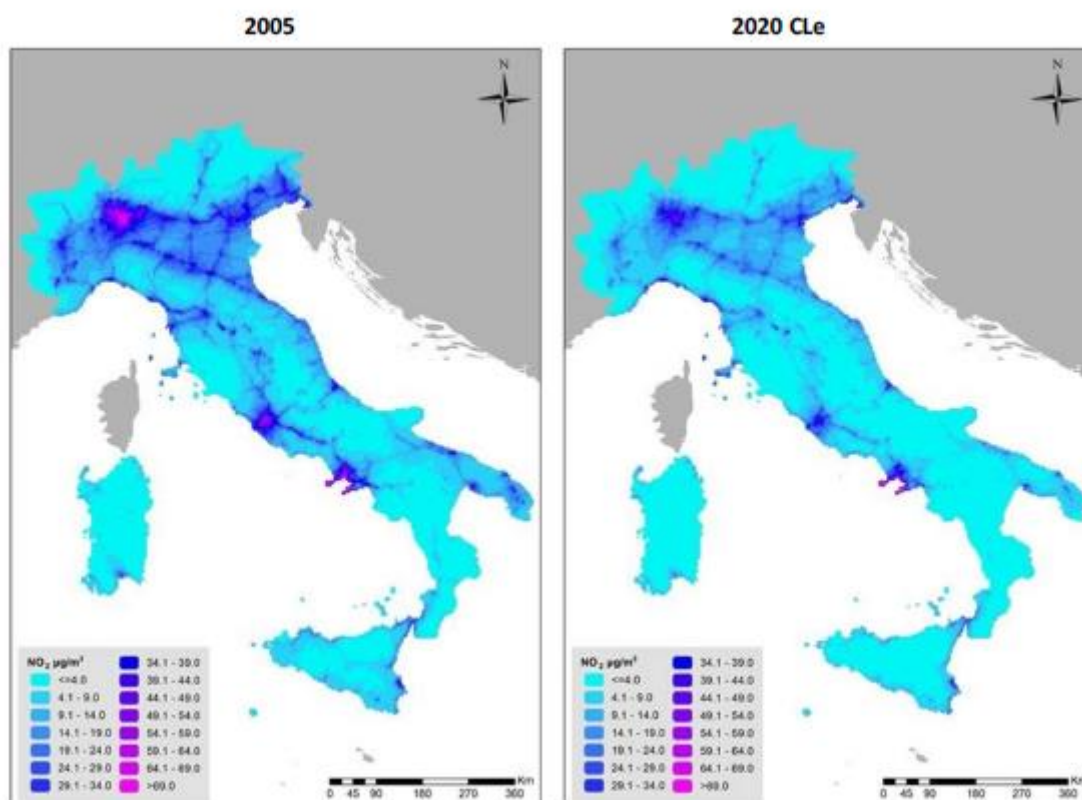 2005
2020 CLe
N
N
NO₂ µg/m³
<=4.0
4.1 - 9.0
9.1 - 14.0
14.1 - 19.0
19.1 - 24.0
24.1 - 29.0
29.1 - 34.0
34.1 - 39.0
39.1 - 44.0
44.1 - 49.0
49.1 - 54.0
54.1 - 59.0
59.1 - 64.0
64.1 - 69.0
>69.0
Km
0 45 90 180 270 360
NO₂ µg/m³
<=4.0
4.1 - 9.0
9.1 - 14.0
14.1 - 19.0
19.1 - 24.0
24.1 - 29.0
29.1 - 34.0
34.1 - 39.0
39.1 - 44.0
44.1 - 49.0
49.1 - 54.0
54.1 - 59.0
59.1 - 64.0
64.1 - 69.0
>69.0
Km
0 45 90 180 270 360